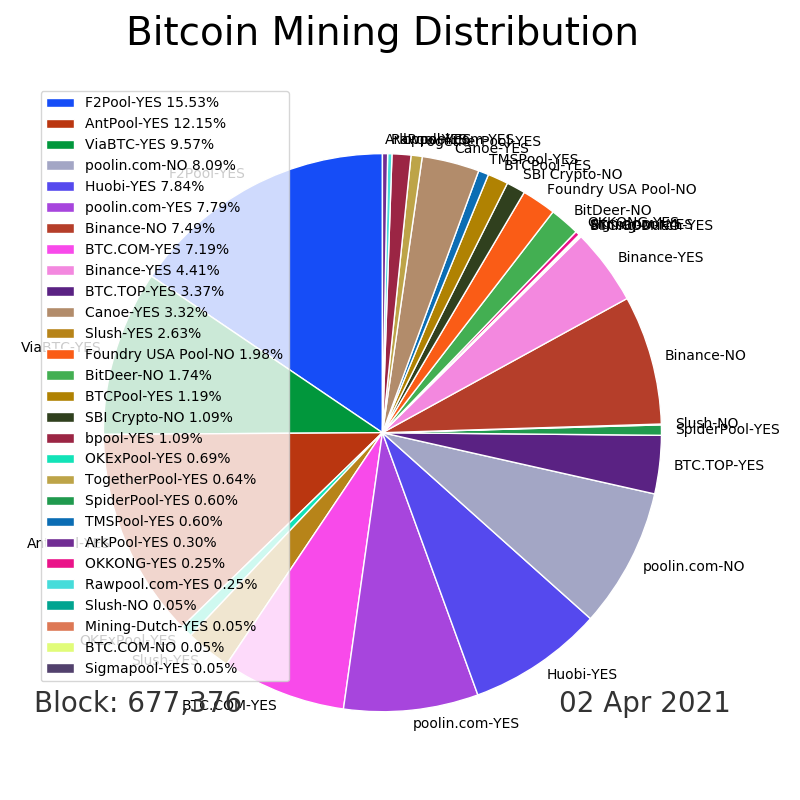 Bitcoin Mining Distribution
F2Pool-YES 15.53%
AntPool-YES 12.15%
ViaBTC-YES 9.57%
poolin.com-NO 8.09%
Huobi-YES 7.84%
poolin.com-YES 7.79%
Binance-NO 7.49%
BTC.COM-YES 7.19%
Binance-YES 4.41%
BTC.TOP-YES 3.37%
Canoe-YES 3.32%
Slush-YES 2.63%
Foundry USA Pool-NO 1.98%
BitDeer-NO 1.74%
BTCPool-YES 1.19%
SBI Crypto-NO 1.09%
bpool-YES 1.09%
OKExPool-YES 0.69%
TogetherPool-YES 0.64%
SpiderPool-YES 0.60%
TMSPool-YES 0.60%
ArkPool-YES 0.30%
OKKONG-YES 0.25%
Rawpool.com-YES 0.25%
Slush-NO 0.05%
Mining-Dutch-YES 0.05%
BTC.COM-NO 0.05%
Sigmapool-YES 0.05%
Canoe-YES
TMSPool-YES
BTCPool-YES
SBI Crypto-NO
Foundry USA Pool-NO
BitDeer-NO
OKKONG-YES
Binance-YES
Binance-NO
Slush-NO
SpiderPool-YES
BTC.TOP-YES
poolin.com-NO
Huobi-YES
poolin.com-YES
BTC.COM-YES
Slush-YES
OKExPool-YES
AntPool-YES
ViaBTC-YES
F2Pool-YES
Block: 677,376
02 Apr 2021